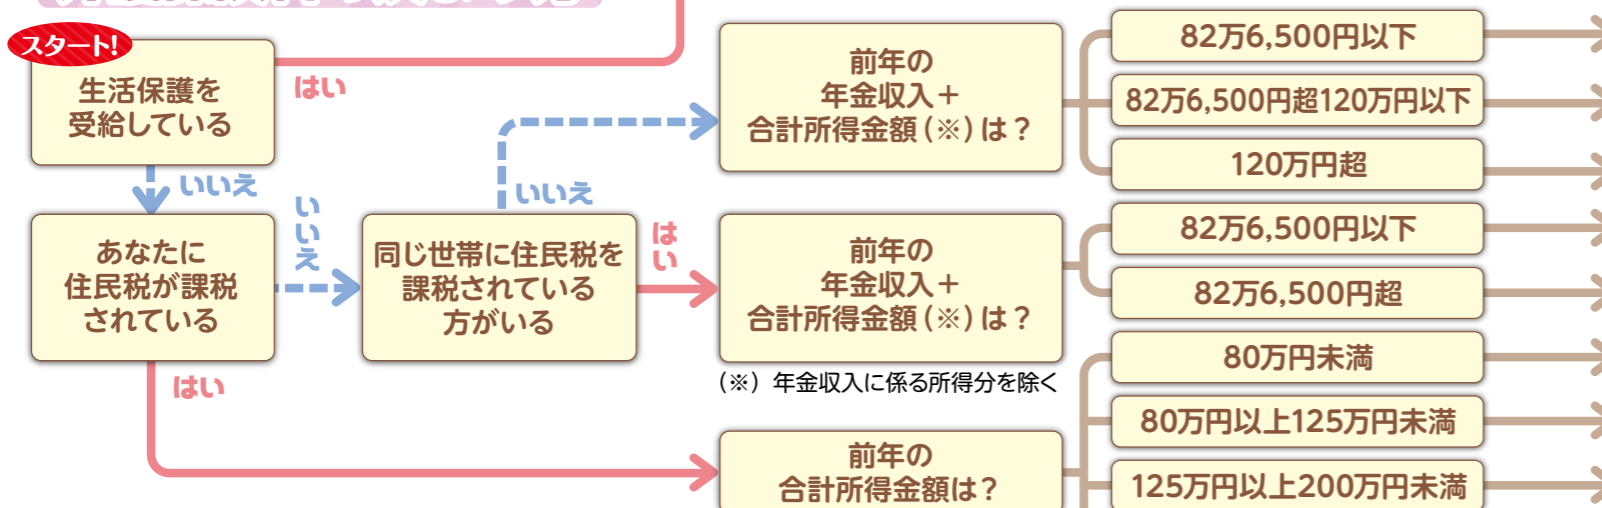 スタート!
生活保護を
受給している
はい
いいえ
あなたに
住民税が課税
されている
いいえ
はい
同じ世帯に住民税を
課税されている
方がいる
いいえ
はい
前年の
年金収入＋
合計所得金額(※)は？
82万6,500円以下
82万6,500円超120万円以下
120万円超
前年の
年金収入＋
合計所得金額(※)は？
(※) 年金収入に係る所得分を除く
82万6,500円以下
82万6,500円超
前年の
合計所得金額は？
80万円未満
80万円以上125万円未満
125万円以上200万円未満